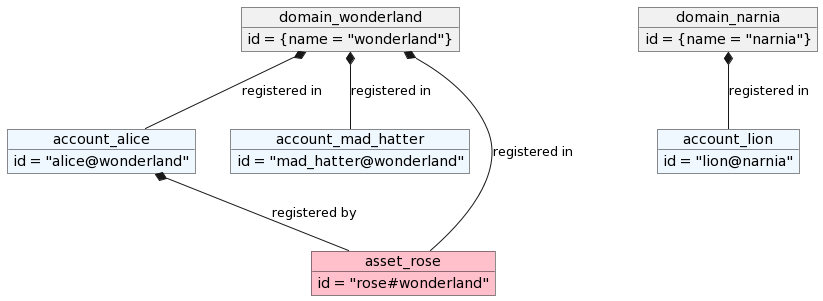 domain_wonderland
id = {name = "wonderland"}
domain_narnia
id = {name = "narnia"}
registered in
registered in
registered in
account_alice
id = "alice@wonderland"
account_mad_hatter
id = "mad_hatter@wonderland"
registered in
account_lion
id = "lion@narnia"
registered by
asset_rose
id = "rose#wonderland"